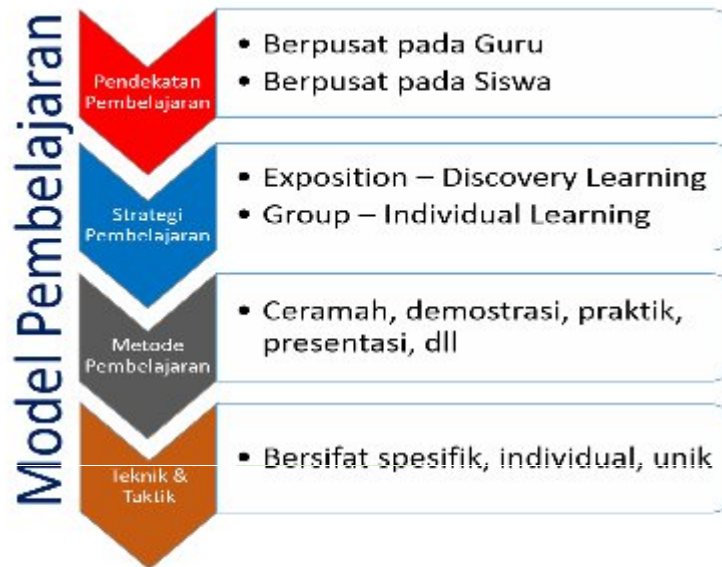 Model Pembelajaran
Pendekatan
Pembelajaran
• Berpusat pada Guru
• Berpusat pada Siswa
Strategi
Pembelajaran
• Exposition – Discovery Learning
• Group – Individual Learning
Metode
Pembelajaran
• Ceramah, demostrasi, praktik,
presentasi, dll
Teknik &
Taktik
• Bersifat spesifik, individual, unik